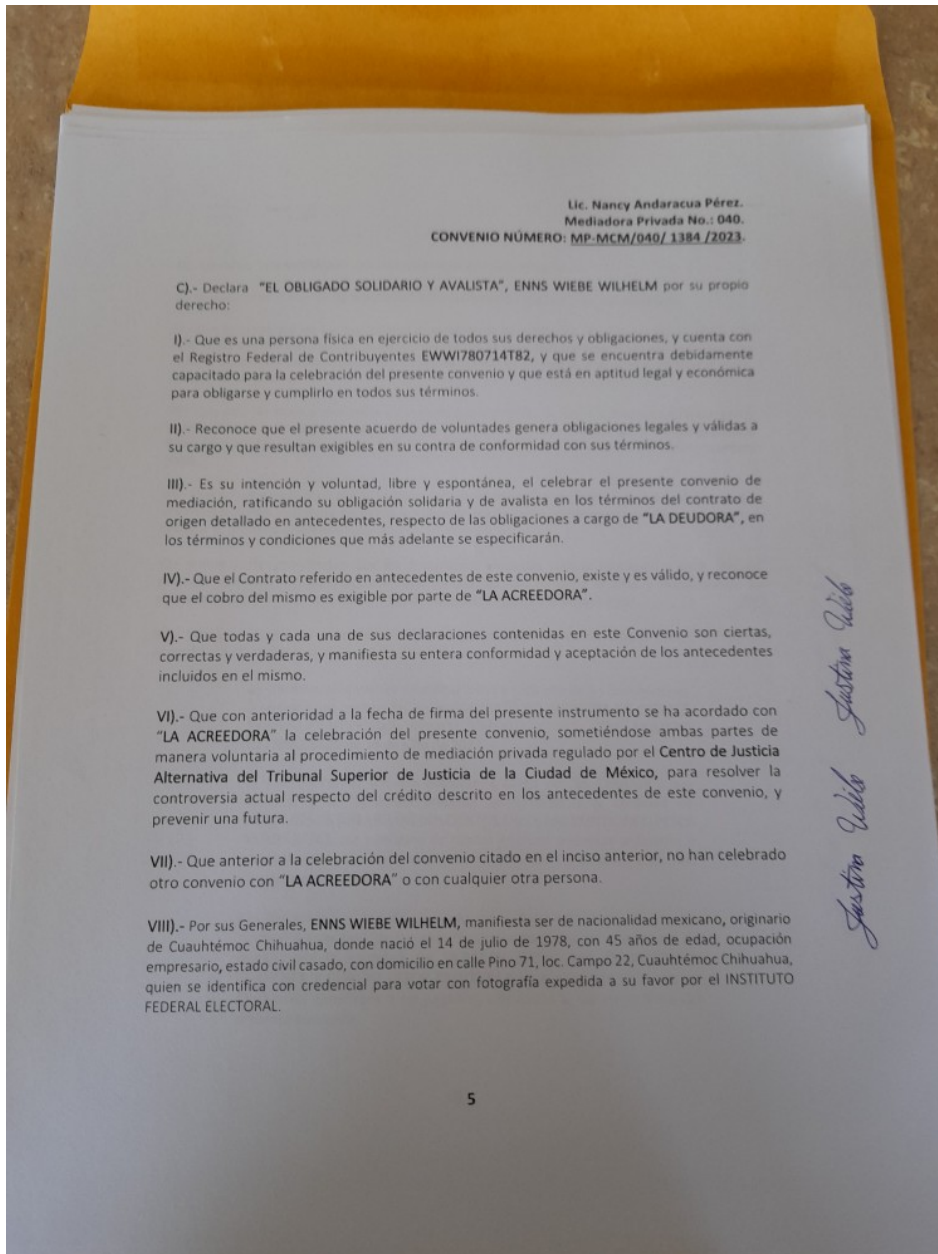 Lic. Nancy Andaracua Pérez.
Mediadora Privada No.: 040.
CONVENIO NÚMERO: MP-MCM/040/ 1384 /2023.
C).- Declara "EL OBLIGADO SOLIDARIO Y AVALISTA", ENNS WIEBE WILHELM por su propio
derecho:
I).- Que es una persona física en ejercicio de todos sus derechos y obligaciones, y cuenta con
el Registro Federal de Contribuyentes EWWI780714T82, y que se encuentra debidamente
capacitado para la celebración del presente convenio y que está en aptitud legal y económica
para obligarse y cumplirlo en todos sus términos.
II).- Reconoce que el presente acuerdo de voluntades genera obligaciones legales y válidas a
su cargo y que resultan exigibles en su contra de conformidad con sus términos.
III).- Es su intención y voluntad, libre y espontánea, el celebrar el presente convenio de
mediación, ratificando su obligación solidaria y de avalista en los términos del contrato de
origen detallado en antecedentes, respecto de las obligaciones a cargo de "LA DEUDORA", en
los términos y condiciones que más adelante se especificarán.
IV).- Que el Contrato referido en antecedentes de este convenio, existe y es válido, y reconoce
que el cobro del mismo es exigible por parte de "LA ACREEDORA".
V).- Que todas y cada una de sus declaraciones contenidas en este Convenio son ciertas,
correctas y verdaderas, y manifiesta su entera conformidad y aceptación de los antecedentes
incluidos en el mismo.
VI).- Que con anterioridad a la fecha de firma del presente instrumento se ha acordado con
"LA ACREEDORA" la celebración del presente convenio, sometiéndose ambas partes de
manera voluntaria al procedimiento de mediación privada regulado por el Centro de Justicia
Alternativa del Tribunal Superior de Justicia de la Ciudad de México, para resolver la
controversia actual respecto del crédito descrito en los antecedentes de este convenio, y
prevenir una futura.
VII).- Que anterior a la celebración del convenio citado en el inciso anterior, no han celebrado
otro convenio con "LA ACREEDORA" o con cualquier otra persona.
VIII).- Por sus Generales, ENNS WIEBE WILHELM, manifiesta ser de nacionalidad mexicano, originario
de Cuauhtémoc Chihuahua, donde nació el 14 de julio de 1978, con 45 años de edad, ocupación
empresario, estado civil casado, con domicilio en calle Pino 71, loc. Campo 22, Cuauhtémoc Chihuahua,
quien se identifica con credencial para votar con fotografía expedida a su favor por el INSTITUTO
FEDERAL ELECTORAL.
5
Justina
Justina